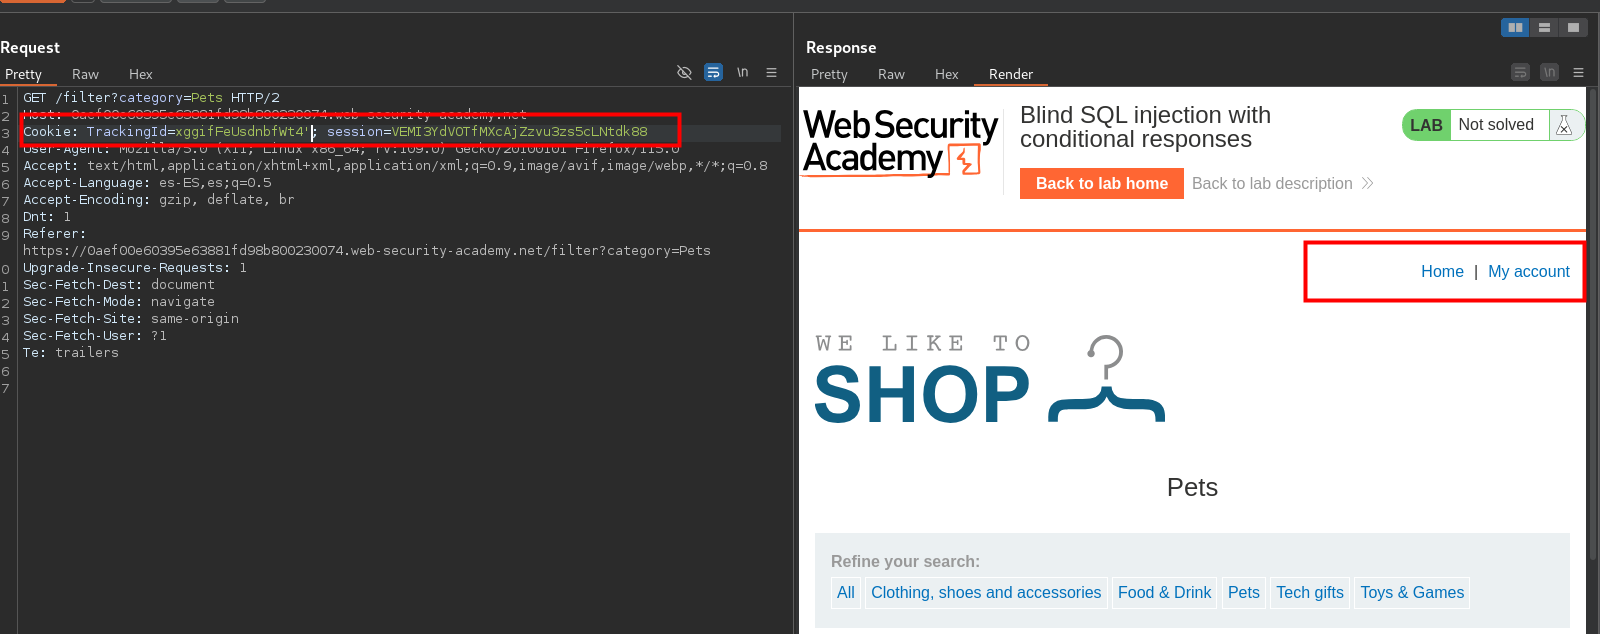 Request
Pretty Raw Hex
\n
1 GET /filter?category=Pets HTTP/2
2 Host: 0aef00e60395e63881fd98b800230074.web-security-academy.net
3 Cookie: TrackingId=xggifFeUsdnbfWt4'; session=VEMI3YdVOTfMXcAjZzvu3zs5cLNtdk88
4 User-Agent: Mozilla/5.0 (X11; Linux x86_64; rv:109.0) Gecko/20100101 Firefox/115.0
5 Accept: text/html,application/xhtml+xml,application/xml;q=0.9,image/avif,image/webp,*/*;q=0.8
6 Accept-Language: es-ES,es;q=0.5
7 Accept-Encoding: gzip, deflate, br
8 Dnt: 1
9 Referer:
https://0aef00e60395e63881fd98b800230074.web-security-academy.net/filter?category=Pets
0 Upgrade-Insecure-Requests: 1
1 Sec-Fetch-Dest: document
2 Sec-Fetch-Mode: navigate
3 Sec-Fetch-Site: same-origin
4 Sec-Fetch-User: ?1
5 Te: trailers
6
7
Response
Pretty Raw Hex Render
\n
Web Security
Academy
Blind SQL injection with
conditional responses
LAB Not solved
Back to lab home Back to lab description
Home | My account
WE LIKE TO
SHOP
Pets
Refine your search:
All Clothing, shoes and accessories Food & Drink Pets Tech gifts Toys & Games